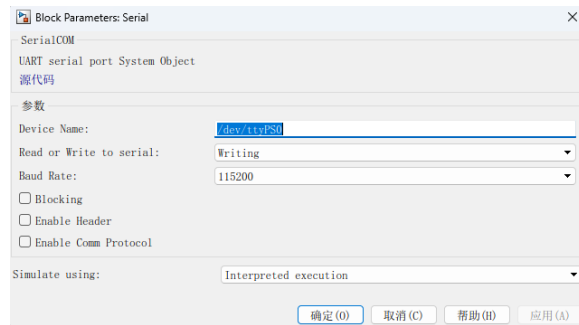 Block Parameters: Serial
SerialCOM
UART serial port System Object
源代码
参数
Device Name: /dev/ttyPS0
Read or Write to serial: Writing
Baud Rate: 115200
Blocking
Enable Header
Enable Comm Protocol
Simulate using: Interpreted execution
确定(O) 取消(C) 帮助(H) 应用(A)